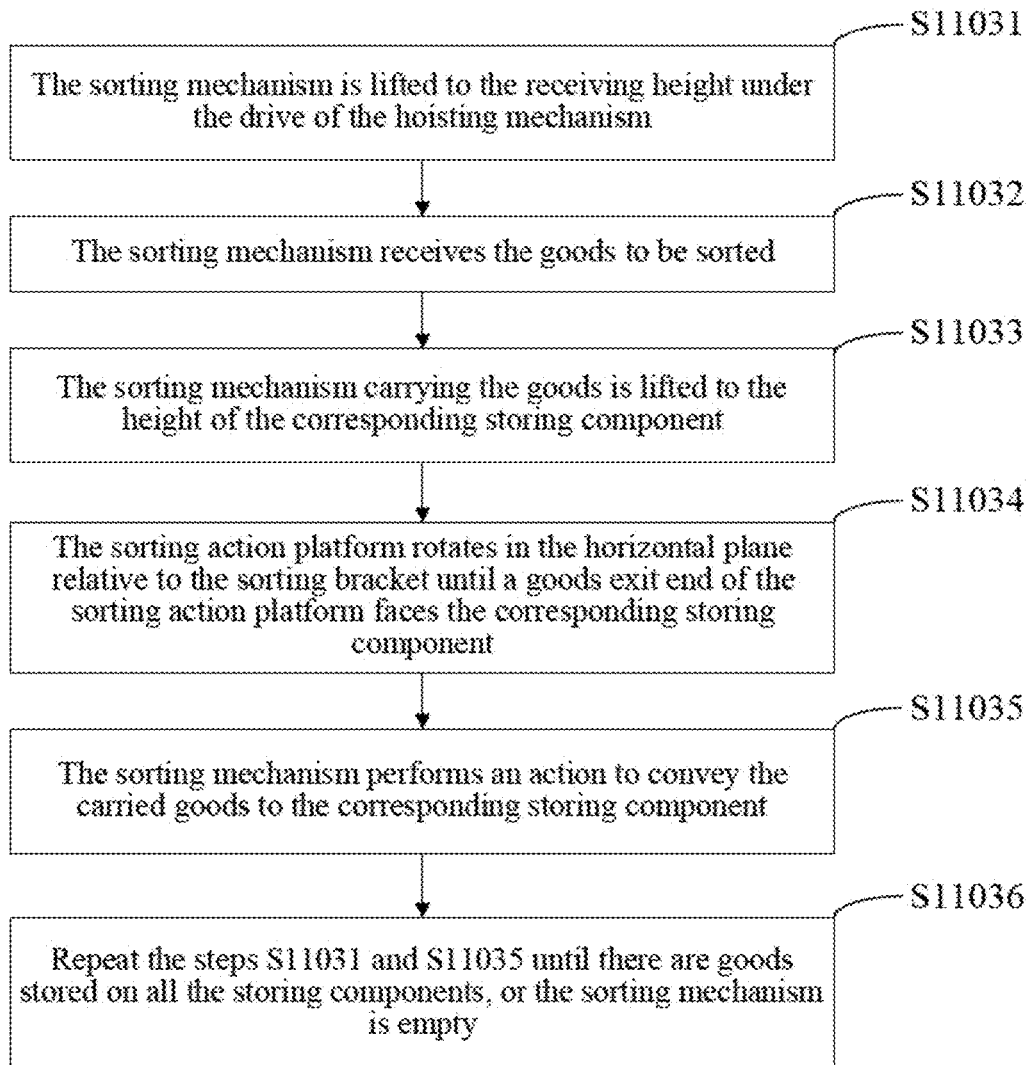 S11031
The sorting mechanism is lifted to the receiving height under
the drive of the hoisting mechanism
S11032
The sorting mechanism receives the goods to be sorted
S11033
The sorting mechanism carrying the goods is lifted to the
height of the corresponding storing component
S11034
The sorting action platform rotates in the horizontal plane
relative to the sorting bracket until a goods exit end of the
sorting action platform faces the corresponding storing
component
S11035
The sorting mechanism performs an action to convey the
carried goods to the corresponding storing component
S11036
Repeat the steps S11031 and S11035 until there are goods
stored on all the storing components, or the sorting mechanism
is empty